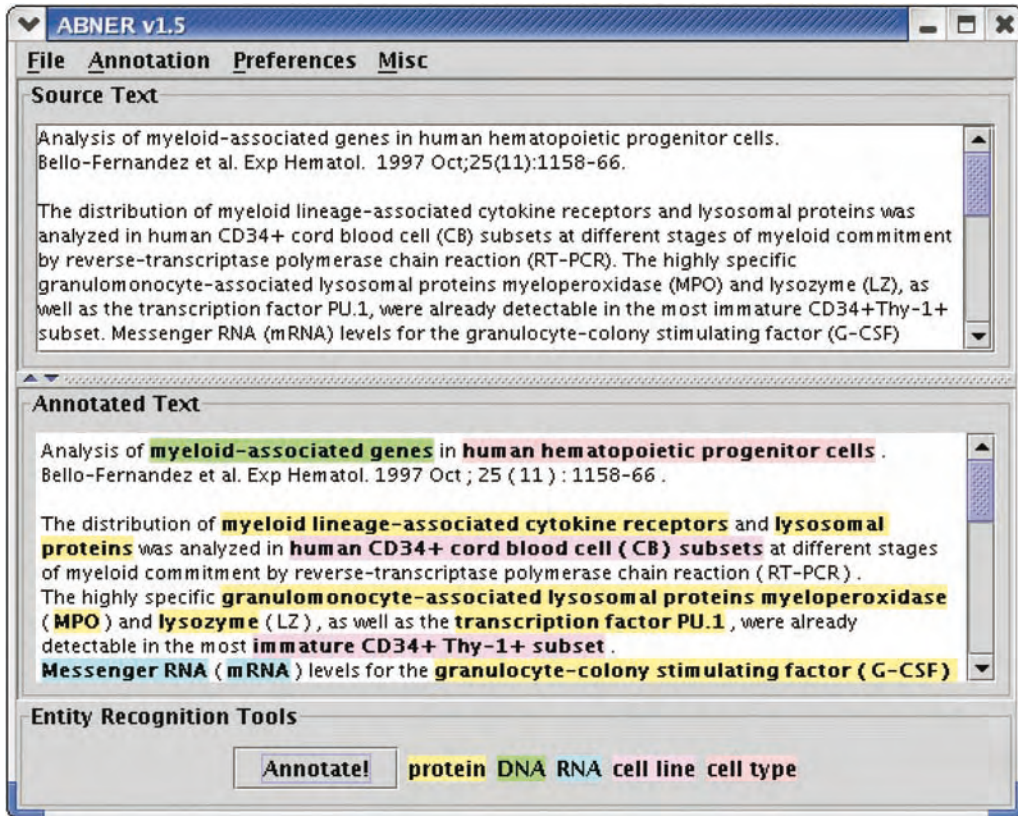 ABNER v1.5
File Annotation Preferences Misc
Source Text
Analysis of myeloid-associated genes in human hematopoietic progenitor cells.
Bello-Fernandez et al. Exp Hematol. 1997 Oct;25(11):1158-66.
The distribution of myeloid lineage-associated cytokine receptors and lysosomal proteins was
analyzed in human CD34+ cord blood cell (CB) subsets at different stages of myeloid commitment
by reverse-transcriptase polymerase chain reaction (RT-PCR). The highly specific
granulomonocyte-associated lysosomal proteins myeloperoxidase (MPO) and lysozyme (LZ), as
well as the transcription factor PU.1, were already detectable in the most immature CD34+Thy-1+
subset. Messenger RNA (mRNA) levels for the granulocyte-colony stimulating factor (G-CSF)
Annotated Text
Analysis of myeloid-associated genes in human hematopoietic progenitor cells .
Bello-Fernandez et al. Exp Hematol. 1997 Oct ; 25 ( 11 ) : 1158-66 .
The distribution of myeloid lineage-associated cytokine receptors and lysosomal
proteins was analyzed in human CD34+ cord blood cell ( CB ) subsets at different stages
of myeloid commitment by reverse-transcriptase polymerase chain reaction ( RT-PCR ) .
The highly specific granulomonocyte-associated lysosomal proteins myeloperoxidase
( MPO ) and lysozyme ( LZ ) , as well as the transcription factor PU.1 , were already
detectable in the most immature CD34+ Thy-1+ subset .
Messenger RNA ( mRNA ) levels for the granulocyte-colony stimulating factor ( G-CSF )
Entity Recognition Tools
Annotate! protein DNA RNA cell line cell type